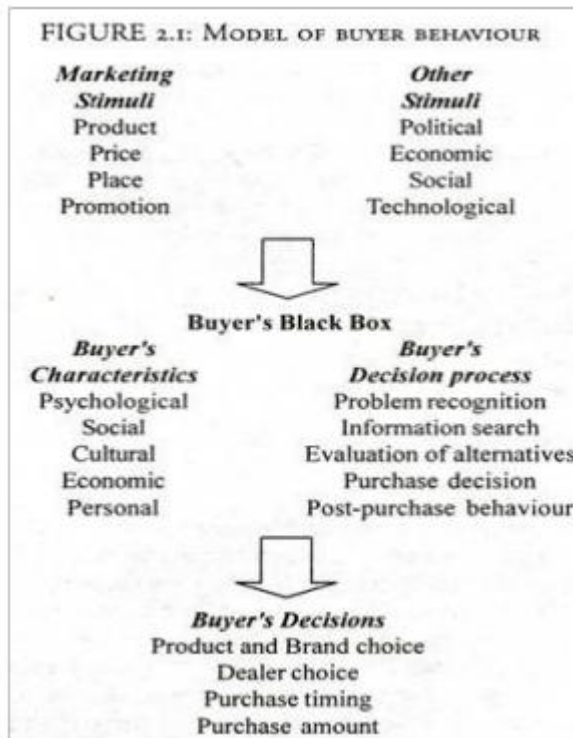 FIGURE 2.1: MODEL OF BUYER BEHAVIOUR
Marketing
Stimuli
Product
Price
Place
Promotion
Other
Stimuli
Political
Economic
Social
Technological
Buyer's Black Box
Buyer's
Characteristics
Psychological
Social
Cultural
Economic
Personal
Buyer's
Decision process
Problem recognition
Information search
Evaluation of alternatives
Purchase decision
Post-purchase behaviour
Buyer's Decisions
Product and Brand choice
Dealer choice
Purchase timing
Purchase amount